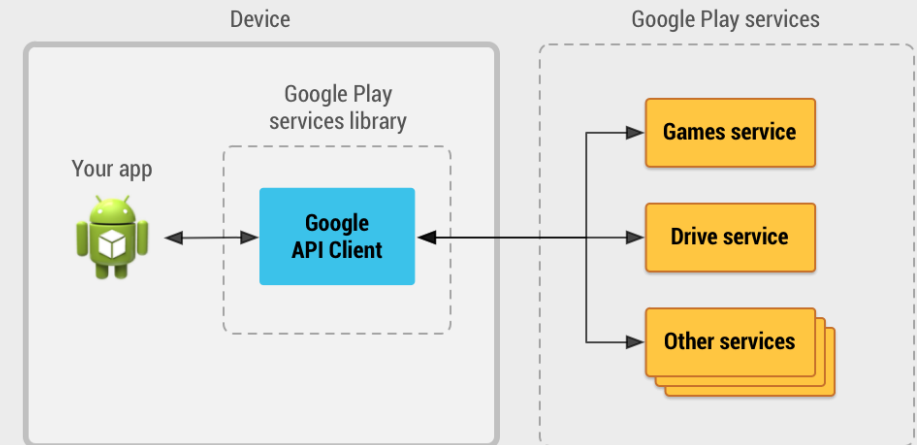 Device
Google Play services
Google Play
services library
Your app
Google
API Client
Games service
Drive service
Other services